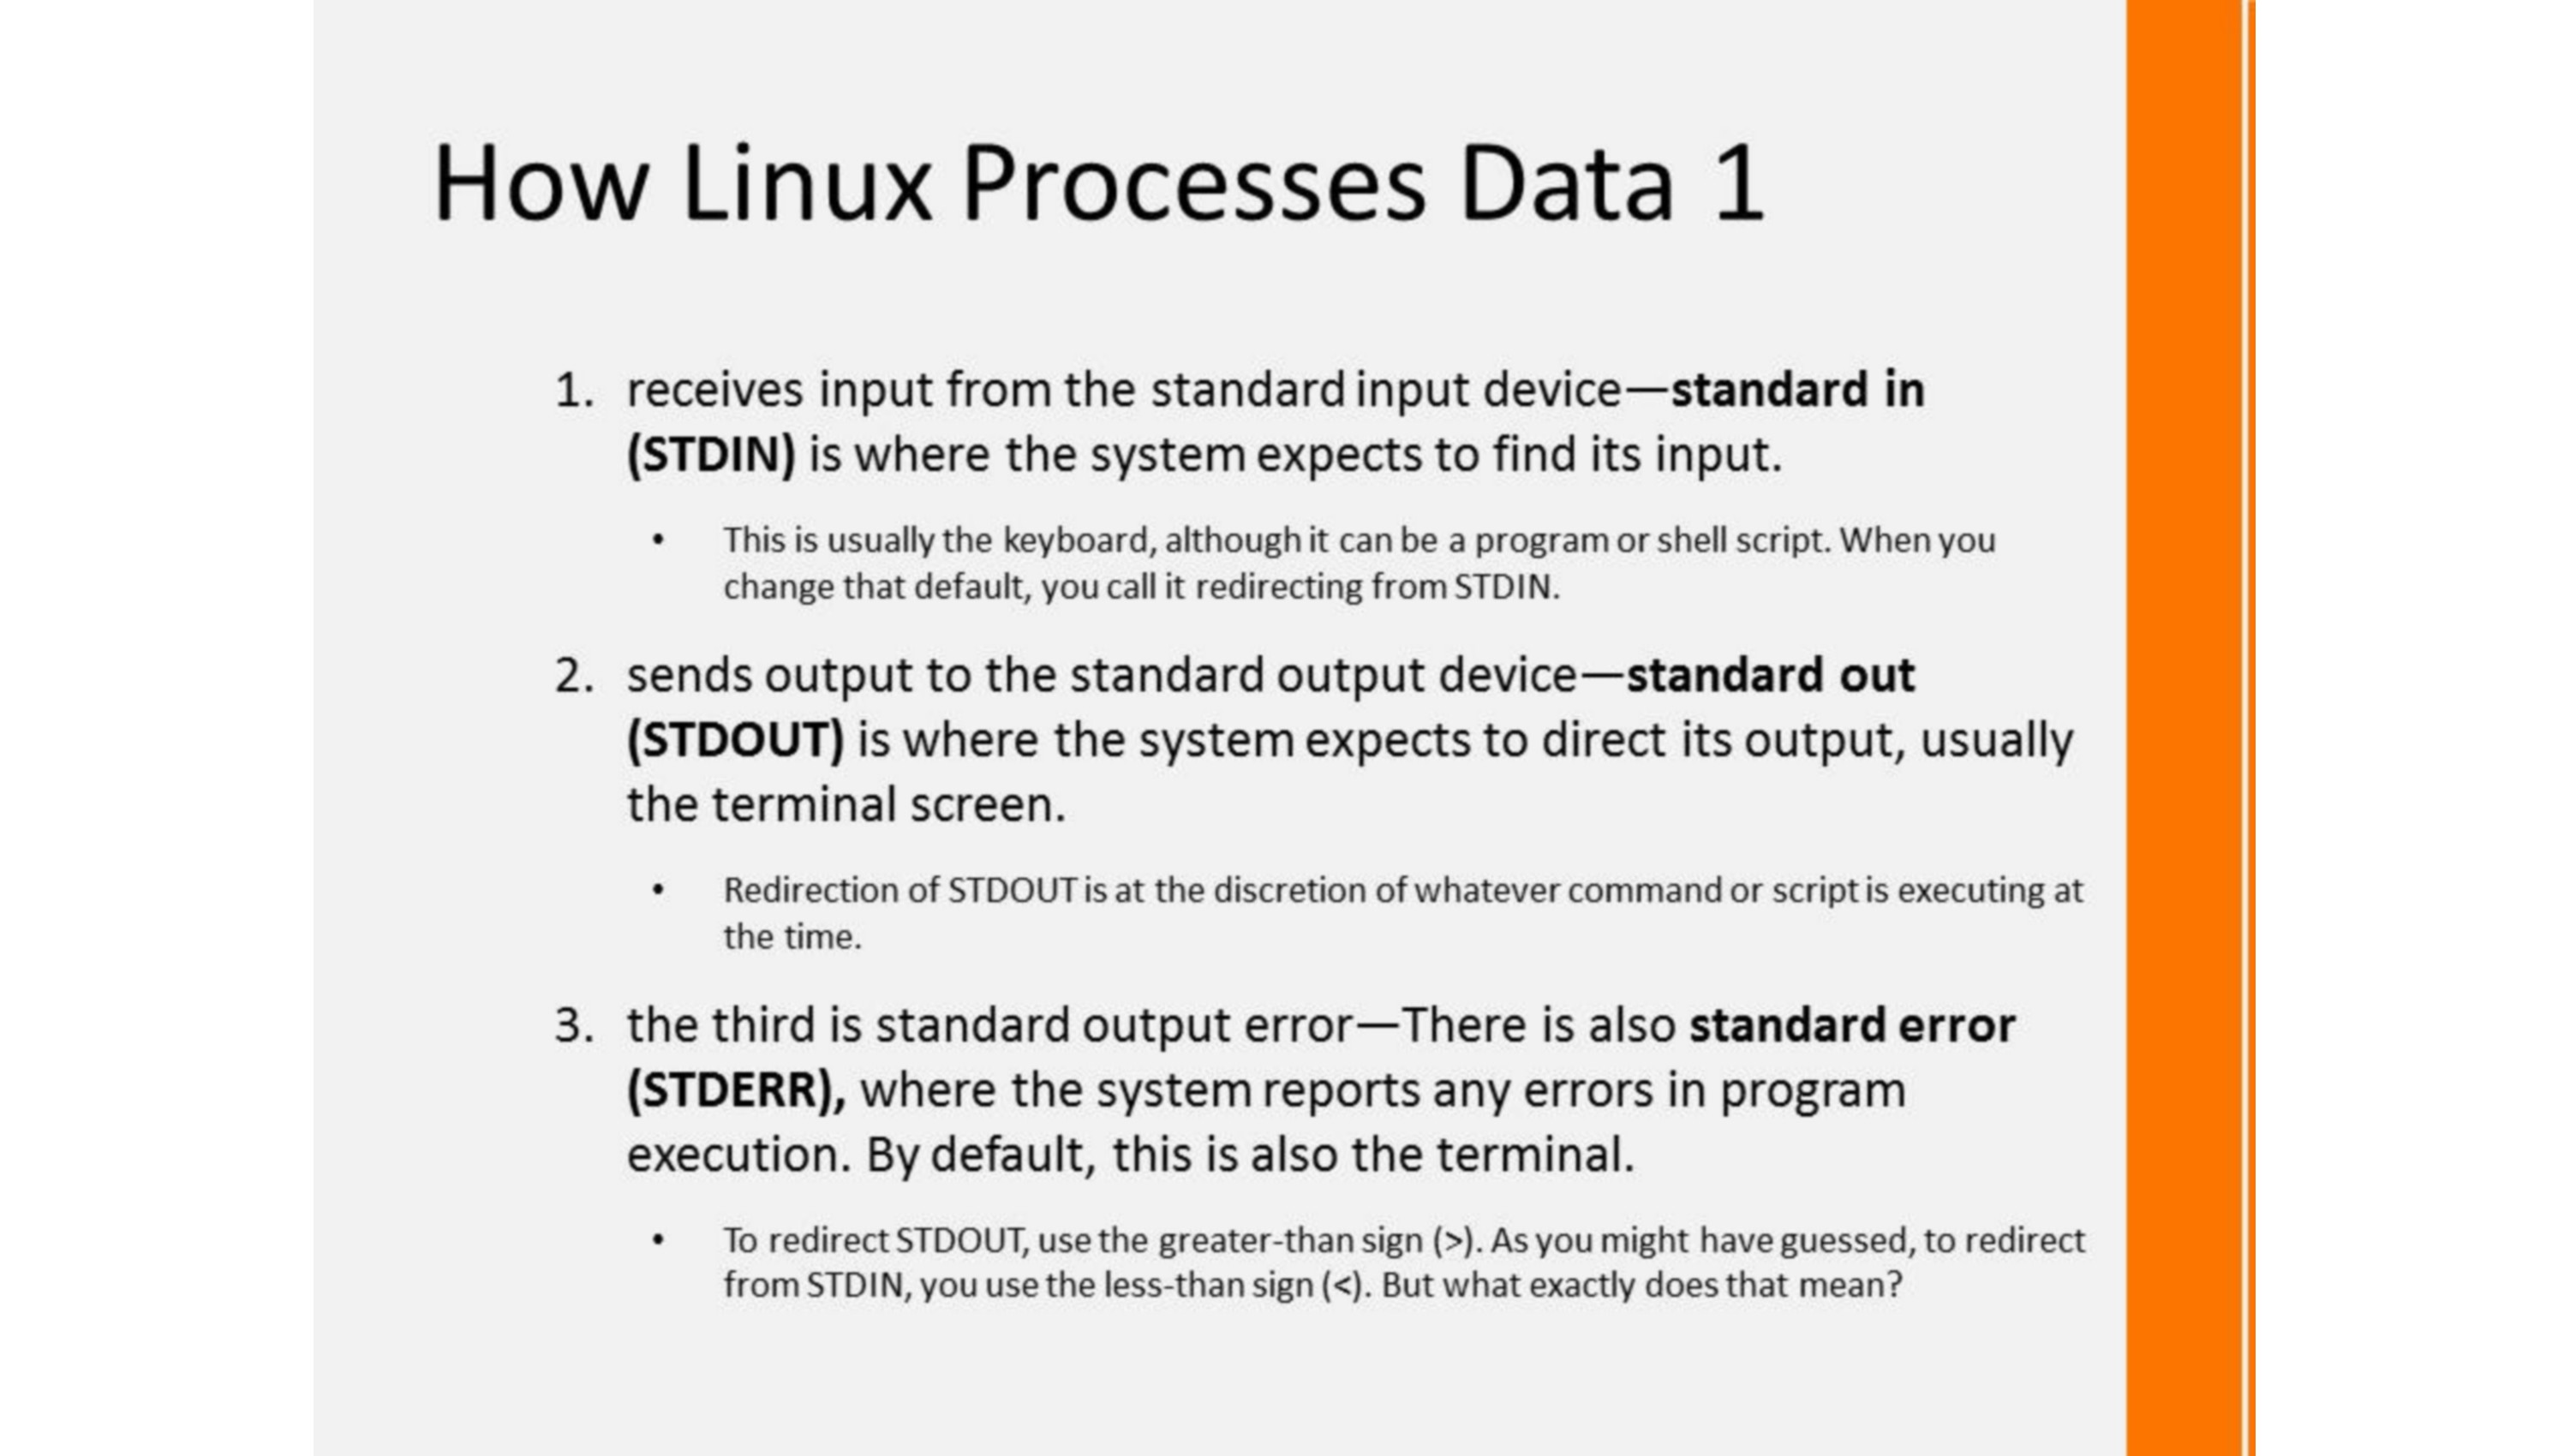 How Linux Processes Data 1
1. receives input from the standard input device—standard in
(STDIN) is where the system expects to find its input.
• This is usually the keyboard, although it can be a program or shell script. When you
change that default, you call it redirecting from STDIN.
2. sends output to the standard output device—standard out
(STDOUT) is where the system expects to direct its output, usually
the terminal screen.
• Redirection of STDOUT is at the discretion of whatever command or script is executing at
the time.
3. the third is standard output error—There is also standard error
(STDERR), where the system reports any errors in program
execution. By default, this is also the terminal.
• To redirect STDOUT, use the greater-than sign (>). As you might have guessed, to redirect
from STDIN, you use the less-than sign (<). But what exactly does that mean?